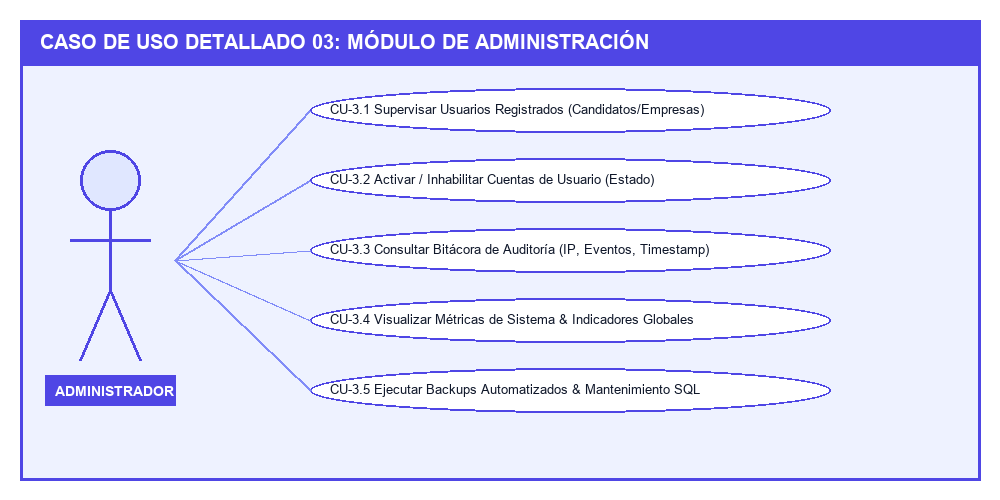 CASO DE USO DETALLADO 03: MÓDULO DE ADMINISTRACIÓN
CU-3.1 Supervisar Usuarios Registrados (Candidatos/Empresas)
CU-3.2 Activar / Inhabilitar Cuentas de Usuario (Estado)
CU-3.3 Consultar Bitácora de Auditoría (IP, Eventos, Timestamp)
CU-3.4 Visualizar Métricas de Sistema & Indicadores Globales
CU-3.5 Ejecutar Backups Automatizados & Mantenimiento SQL
ADMINISTRADOR